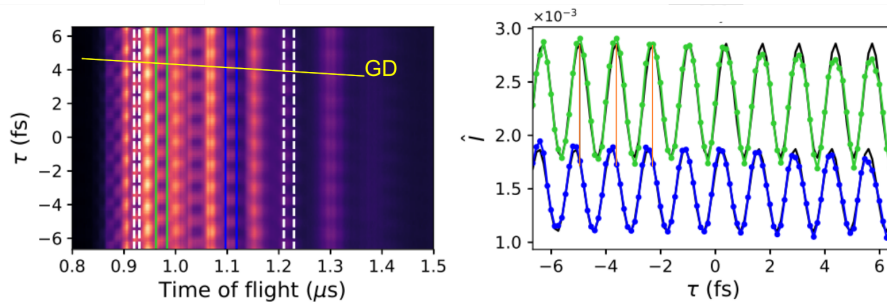 ×10⁻³
6
4
2
0
−2
−4
−6
τ (fs)
GD
0.8 0.9 1.0 1.1 1.2 1.3 1.4 1.5
Time of flight (μs)
3.0
2.5
2.0
1.5
1.0
Î
−6 −4 −2 0 2 4 6
τ (fs)